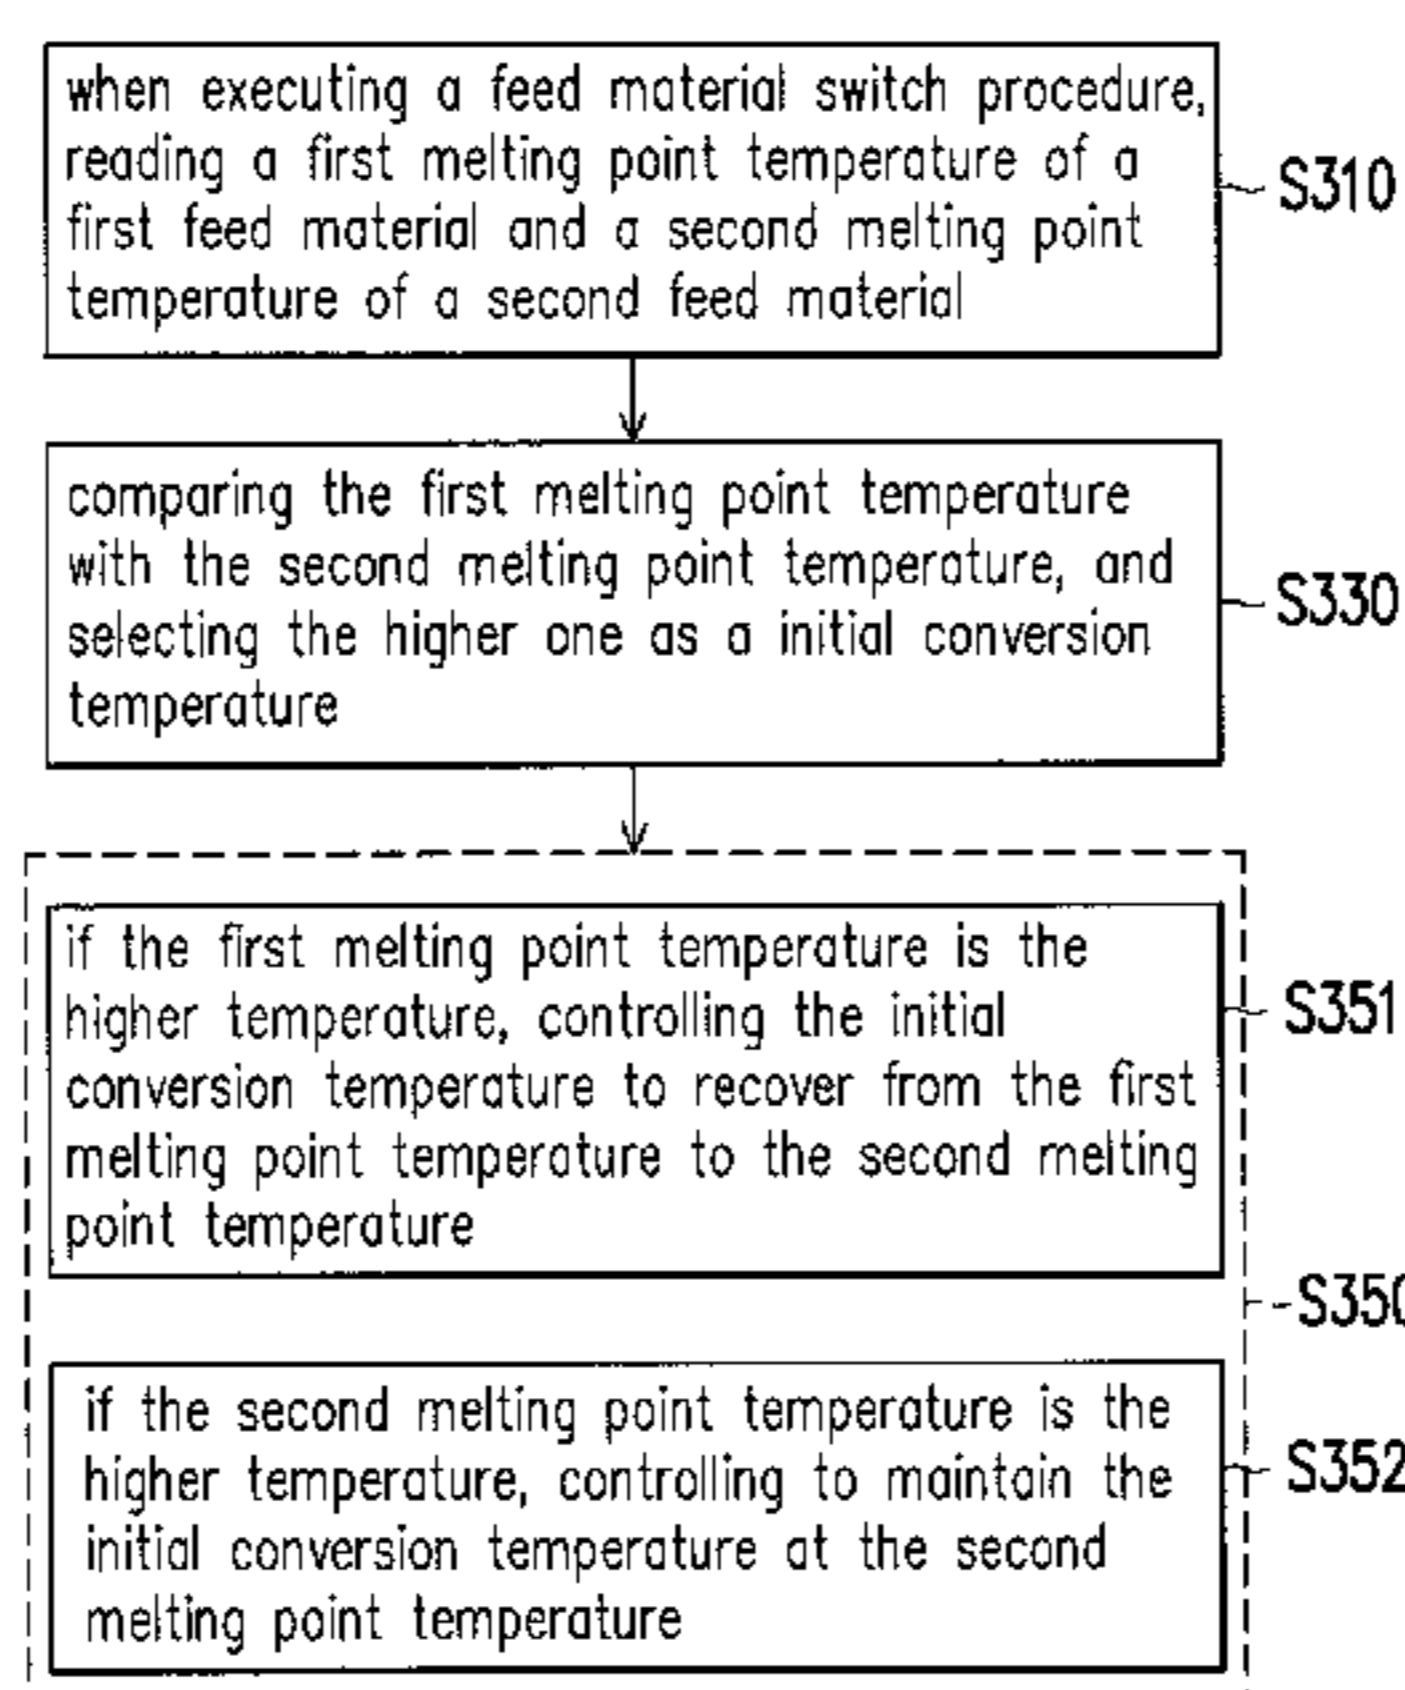 when executing a feed material switch procedure,
reading a first melting point temperature of a
first feed material and a second melting point
temperature of a second feed material
S310
comparing the first melting point temperature
with the second melting point temperature, and
selecting the higher one as a initial conversion
temperature
S330
if the first melting point temperature is the
higher temperature, controlling the initial
conversion temperature to recover from the first
melting point temperature to the second melting
point temperature
S351
S350
if the second melting point temperature is the
higher temperature, controlling to maintain the
initial conversion temperature at the second
melting point temperature
S352